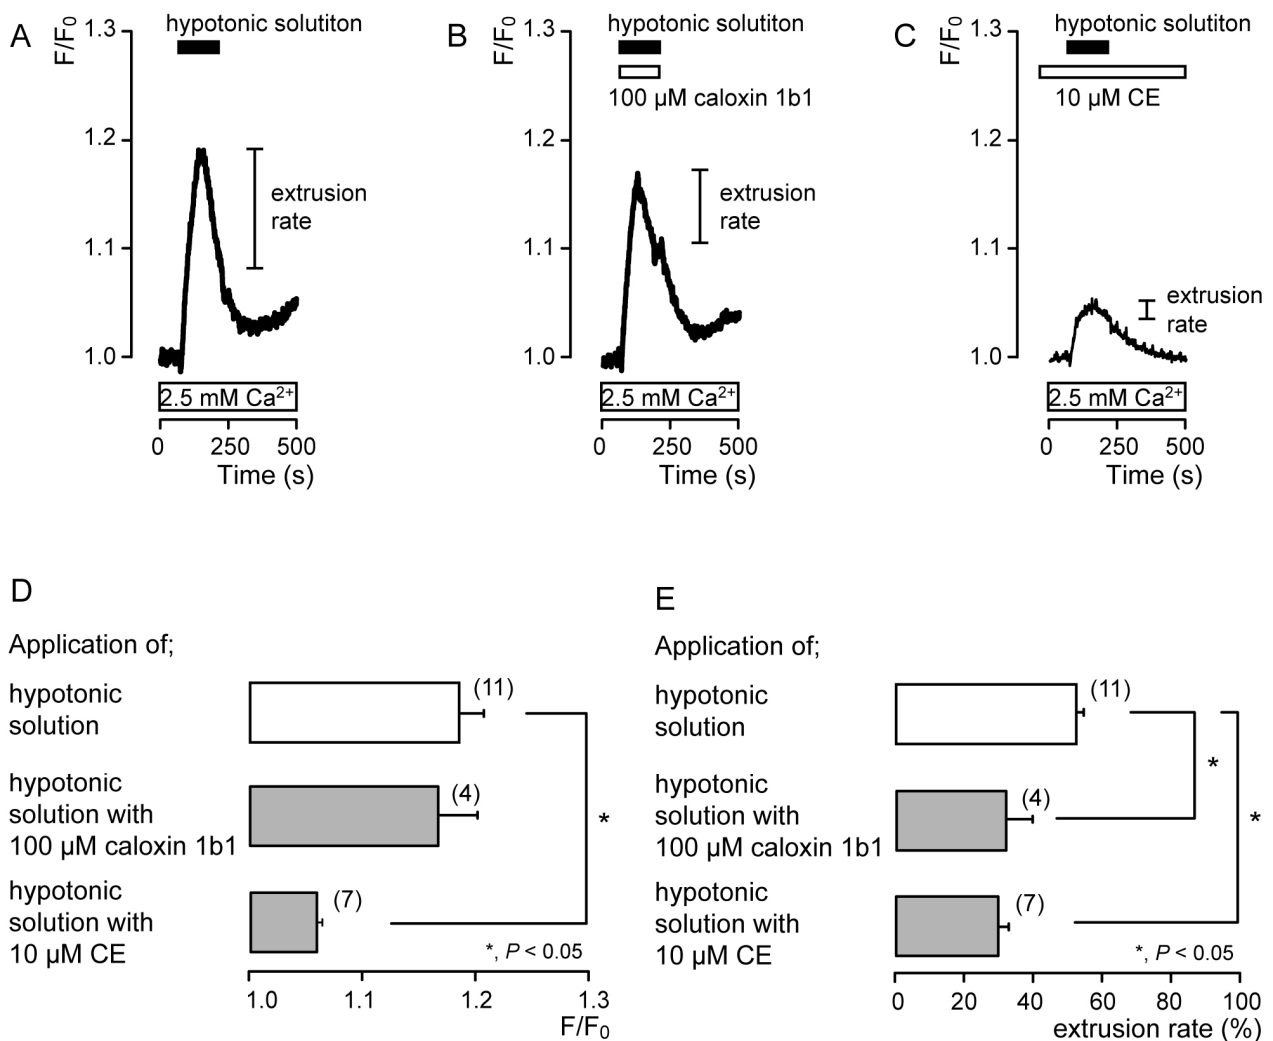 A
F/F0
hypotonic solutiton
1.3
1.2
1.1
1.0
extrusion
rate
2.5 mM Ca2+
0 250 500
Time (s)
B
F/F0
hypotonic solutiton
100 µM caloxin 1b1
1.3
1.2
1.1
1.0
extrusion
rate
2.5 mM Ca2+
0 250 500
Time (s)
C
F/F0
hypotonic solutiton
10 µM CE
1.3
1.2
1.1
1.0
extrusion
rate
2.5 mM Ca2+
0 250 500
Time (s)
D
Application of;
hypotonic
solution
(11)
hypotonic
solution with
100 µM caloxin 1b1
(4)
*
hypotonic
solution with
10 µM CE
(7)
*, P < 0.05
1.0 1.1 1.2 1.3
F/F0
E
Application of;
hypotonic
solution
(11)
*
hypotonic
solution with
100 µM caloxin 1b1
(4)
*
hypotonic
solution with
10 µM CE
(7)
*, P < 0.05
0 20 40 60 80 100
extrusion rate (%)